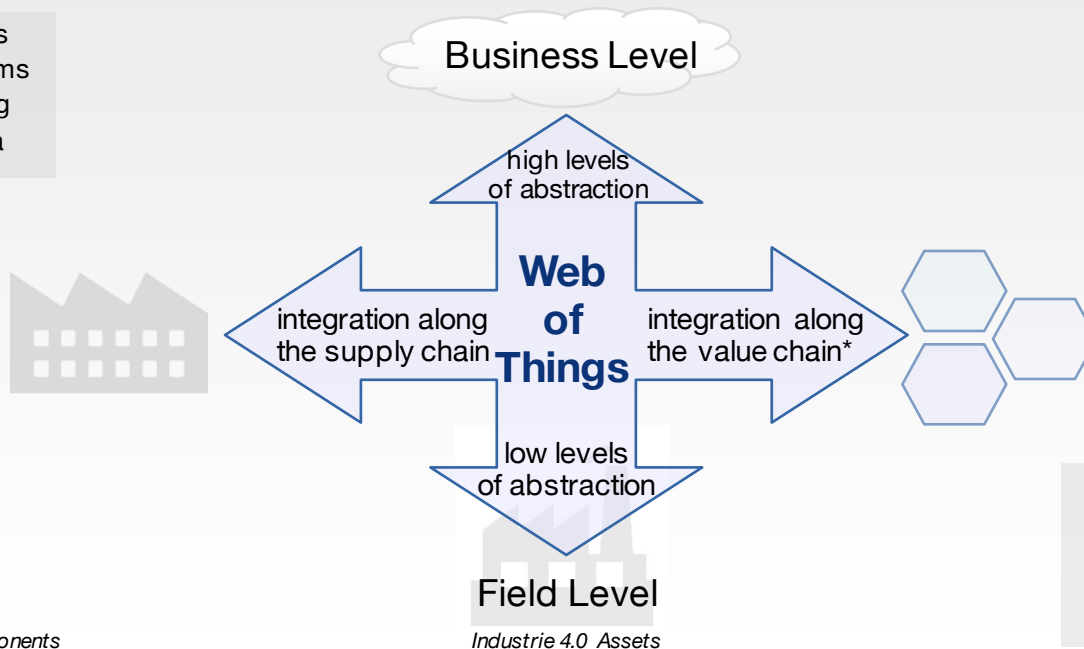 Business Level
high levels
of abstraction
Web
of
Things
integration along
the supply chain
integration along
the value chain*
low levels
of abstraction
Field Level
Industrie 4.0 Assets